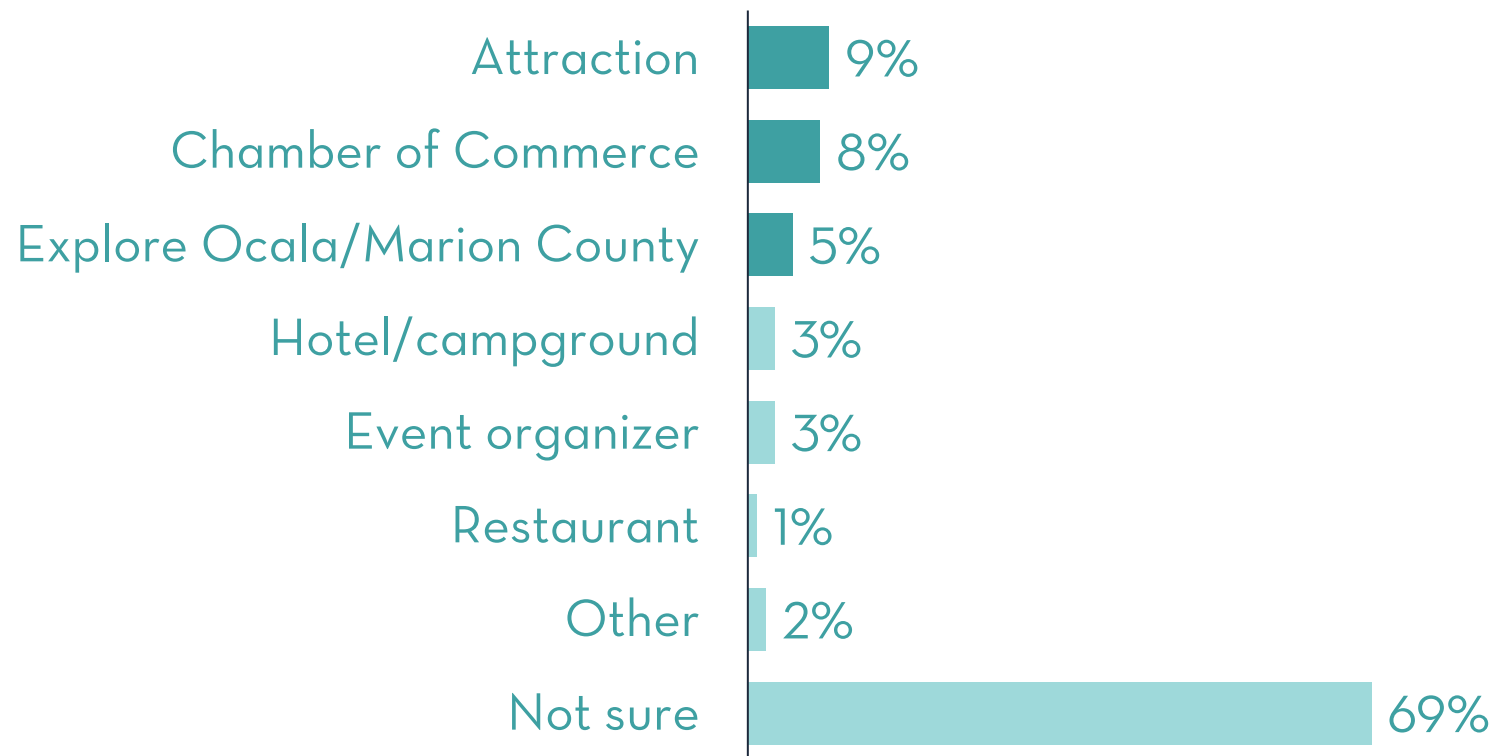 Attraction 9%
Chamber of Commerce 8%
Explore Ocala/Marion County 5%
Hotel/campground 3%
Event organizer 3%
Restaurant 1%
Other 2%
Not sure 69%